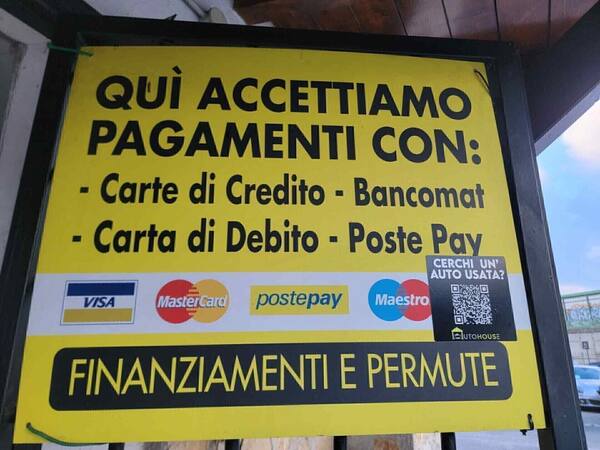 QUÌ ACCETTIAMO
PAGAMENTI CON:
- Carte di Credito - Bancomat
- Carta di Debito - Poste Pay
CERCHI UN'
AUTO USATA?
VISA
MasterCard
postepay
Maestro
AUTOHOUSE
FINANZIAMENTI E PERMUTE